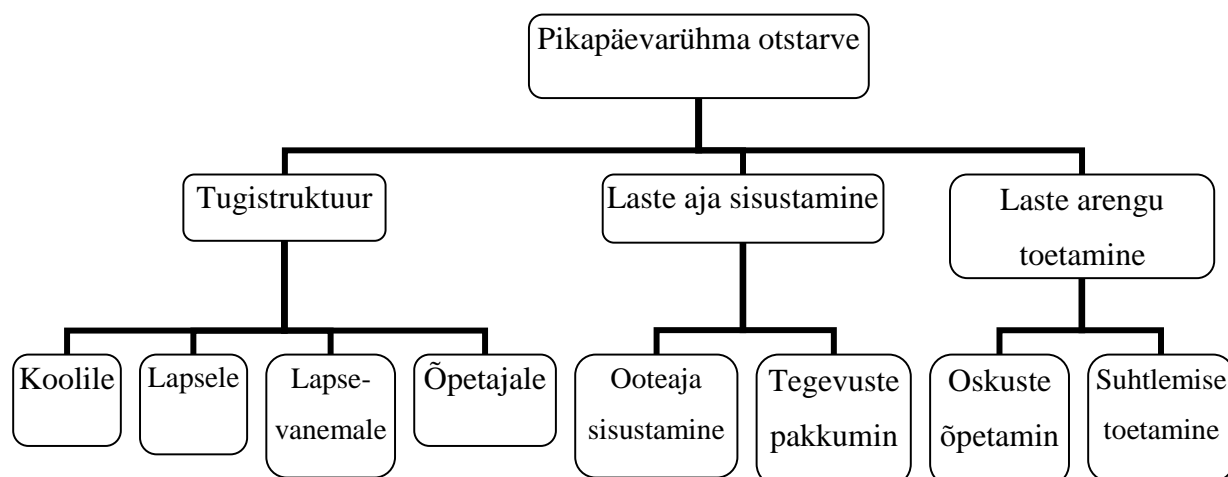 Pikapäevarühma otstarve
Tugistruktuur
Laste aja sisustamine
Laste arengu
toetamine
Koolile
Lapsele
Lapse-
vanemale
Õpetajale
Ooteaja
sisustamine
Tegevuste
pakkumin
Oskuste
õpetamin
Suhtlemise
toetamine